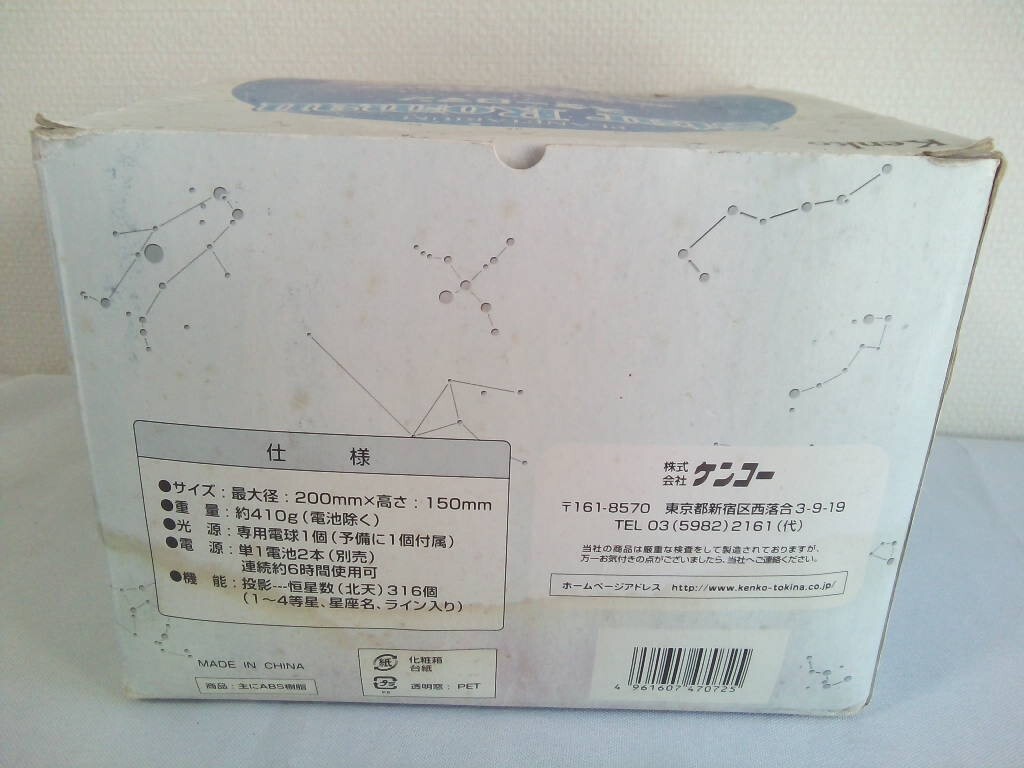 Kenko
仕 様
●サイズ：最大径：200mm×高さ：150mm
●重 量：約410g（電池除く）
●光 源：専用電球1個（予備に1個付属）
●電 源：単1電池2本（別売）
連続約6時間使用可
●機 能：投影---恒星数（北天）316個
（1〜4等星、星座名、ライン入り）
MADE IN CHINA
商品：主にABS樹脂
紙 化粧箱
台紙
プラ 透明窓：PET
株式会社 ケンコー
〒161-8570 東京都新宿区西落合3-9-19
TEL 03(5982)2161(代)
当社の商品は厳重な検査をして製造されておりますが、
万一お気付きの点がございましたら、当社へご連絡ください。
ホームページアドレス http://www.kenko-tokina.co.jp/
4 961607 470725